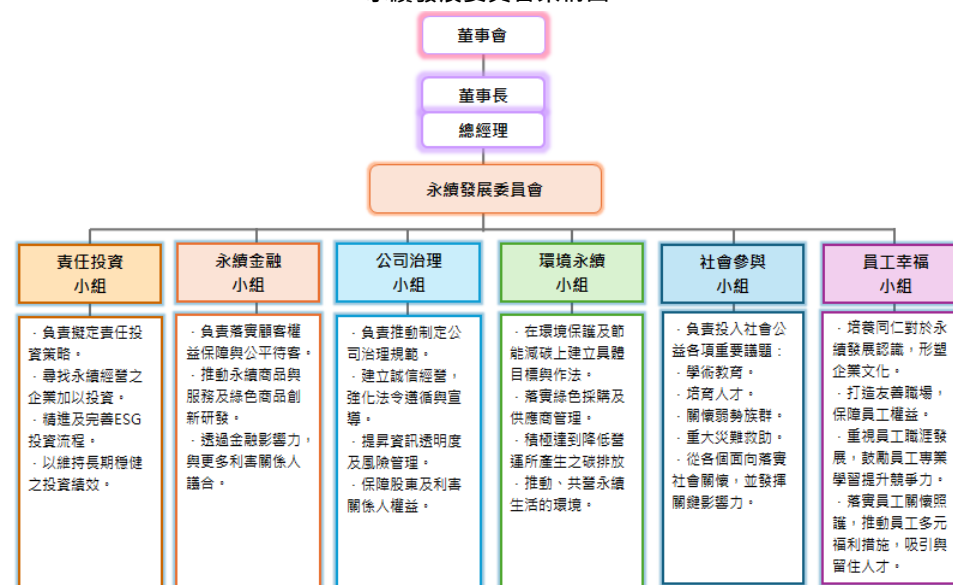 董事會
董事長
總經理
永續發展委員會
責任投資
小組
．負責擬定責任投
資策略。
．尋找永續經營之
企業加以投資。
．精進及完善ESG
投資流程。
．以維持長期穩健
之投資績效。
永續金融
小組
．負責落實顧客權
益保障與公平待客。
．推動永續商品與
服務及綠色商品創
新研發。
．透過金融影響力，
與更多利害關係人
議合。
公司治理
小組
．負責推動制定公
司治理規範。
．建立誠信經營，
強化法令遵循與宣
導。
．提昇資訊透明度
及風險管理。
．保障股東及利害
關係人權益。
環境永續
小組
．在環境保護及節
能減碳上建立具體
目標與作法。
．落實綠色採購及
供應商管理。
．積極達到降低營
運所產生之碳排放
．推動、共營永續
生活的環境。
社會參與
小組
．負責投入社會公
益各項重要議題：
．學術教育。
．培育人才。
．關懷弱勢族群。
．重大災難救助。
．從各個面向落實
社會關懷，並發揮
關鍵影響力。
員工幸福
小組
．培養同仁對於永
續發展認識，形塑
企業文化。
．打造友善職場，
保障員工權益。
．重視員工職涯發
展，鼓勵員工專業
學習提升競爭力。
．落實員工關懷照
護，推動員工多元
福利措施，吸引與
留住人才。